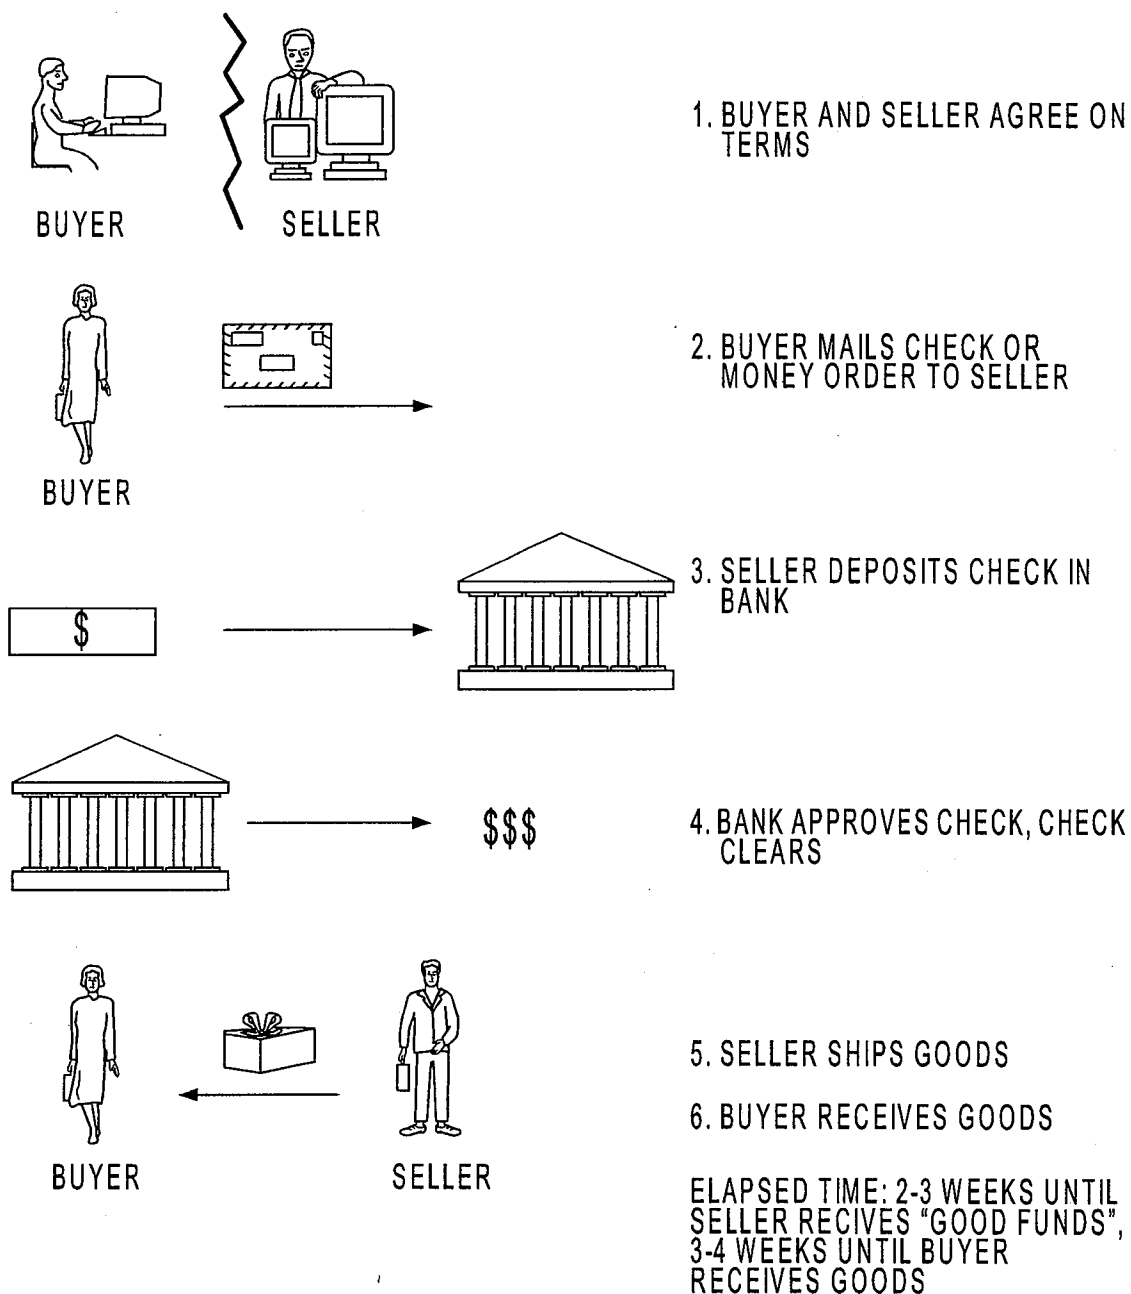 1. BUYER AND SELLER AGREE ON
TERMS
BUYER
SELLER
2. BUYER MAILS CHECK OR
MONEY ORDER TO SELLER
BUYER
3. SELLER DEPOSITS CHECK IN
BANK
$
$$$
4. BANK APPROVES CHECK, CHECK
CLEARS
5. SELLER SHIPS GOODS
6. BUYER RECEIVES GOODS
BUYER
SELLER
ELAPSED TIME: 2-3 WEEKS UNTIL
SELLER RECIVES “GOOD FUNDS”,
3-4 WEEKS UNTIL BUYER
RECEIVES GOODS